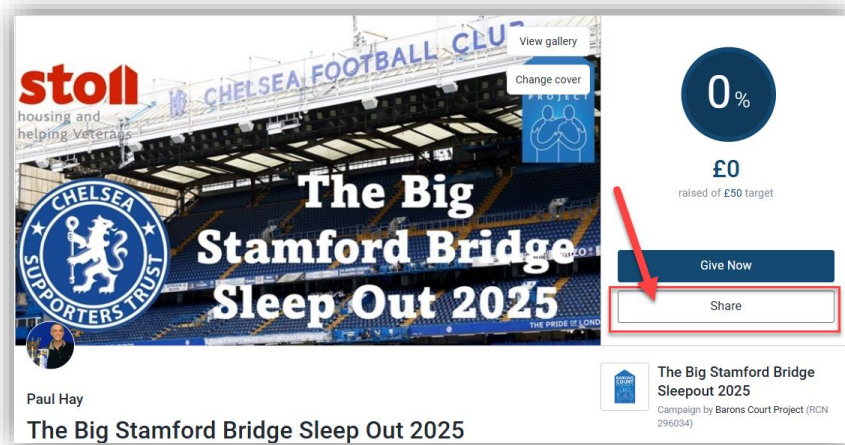 stoll
housing and
helping Veterans
CHELSEA FOOTBALL CLUB
View gallery
Change cover
PROJECT
CHELSEA
SUPPORTERS TRUST
The Big
Stamford Bridge
Sleep Out 2025
THE PRIDE OF LOND
0%
£0
raised of £50 target
Give Now
Share
Paul Hay
The Big Stamford Bridge Sleep Out 2025
BARONS
COURT
PROJECT
The Big Stamford Bridge
Sleepout 2025
Campaign by Barons Court Project (RCN
296034)